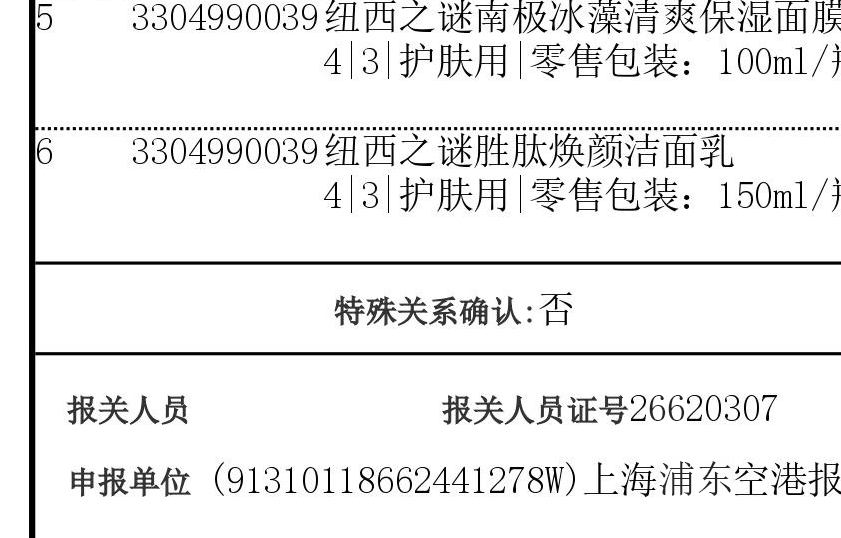 5 3304990039 纽西之谜南极冰藻清爽保湿面膜
4|3|护肤用|零售包装：100ml/
6 3304990039 纽西之谜胜肽焕颜洁面乳
4|3|护肤用|零售包装：150ml/
特殊关系确认:否
报关人员 报关人员证号26620307
申报单位 (91310118662441278W)上海浦东空港报